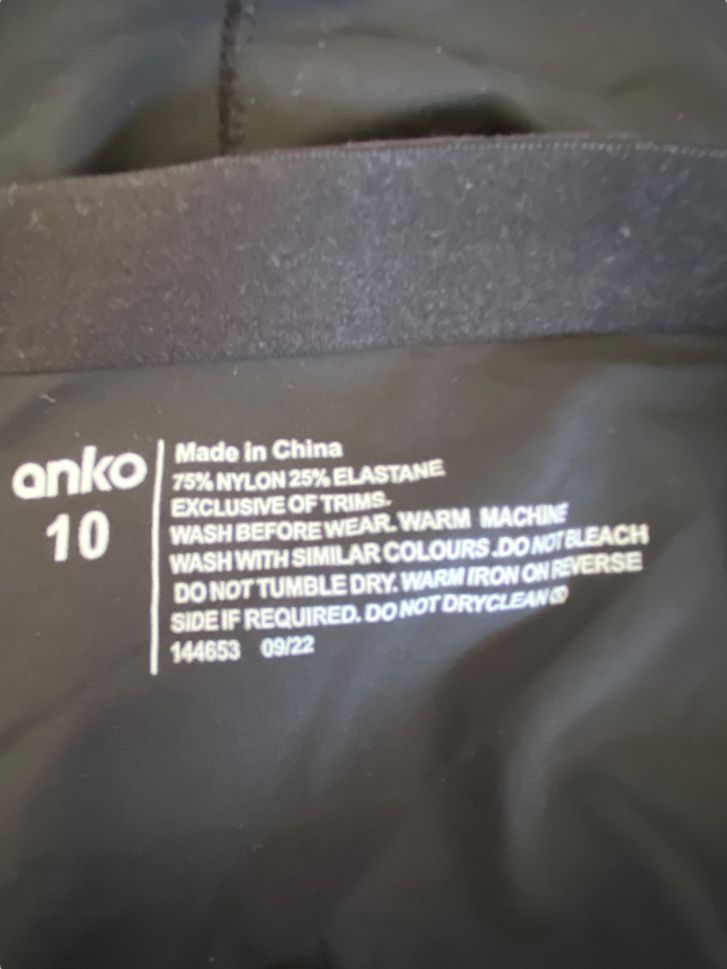 anko
10
Made in China
75% NYLON 25% ELASTANE
EXCLUSIVE OF TRIMS.
WASH BEFORE WEAR. WARM MACHINE
WASH WITH SIMILAR COLOURS .DO NOT BLEACH
DO NOT TUMBLE DRY. WARM IRON ON REVERSE
SIDE IF REQUIRED. DO NOT DRYCLEAN
144653 09/22